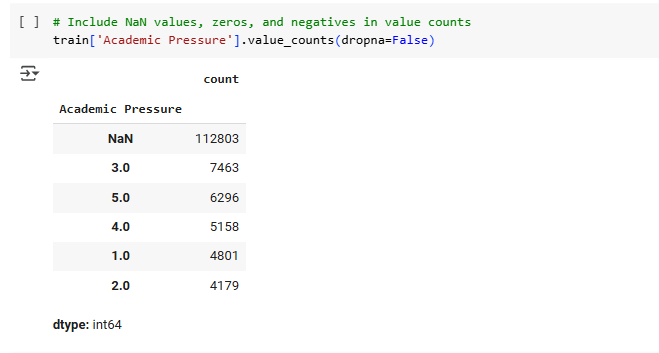 [ ] # Include NaN values, zeros, and negatives in value counts
train['Academic Pressure'].value_counts(dropna=False)
count
Academic Pressure
NaN 112803
3.0 7463
5.0 6296
4.0 5158
1.0 4801
2.0 4179
dtype: int64